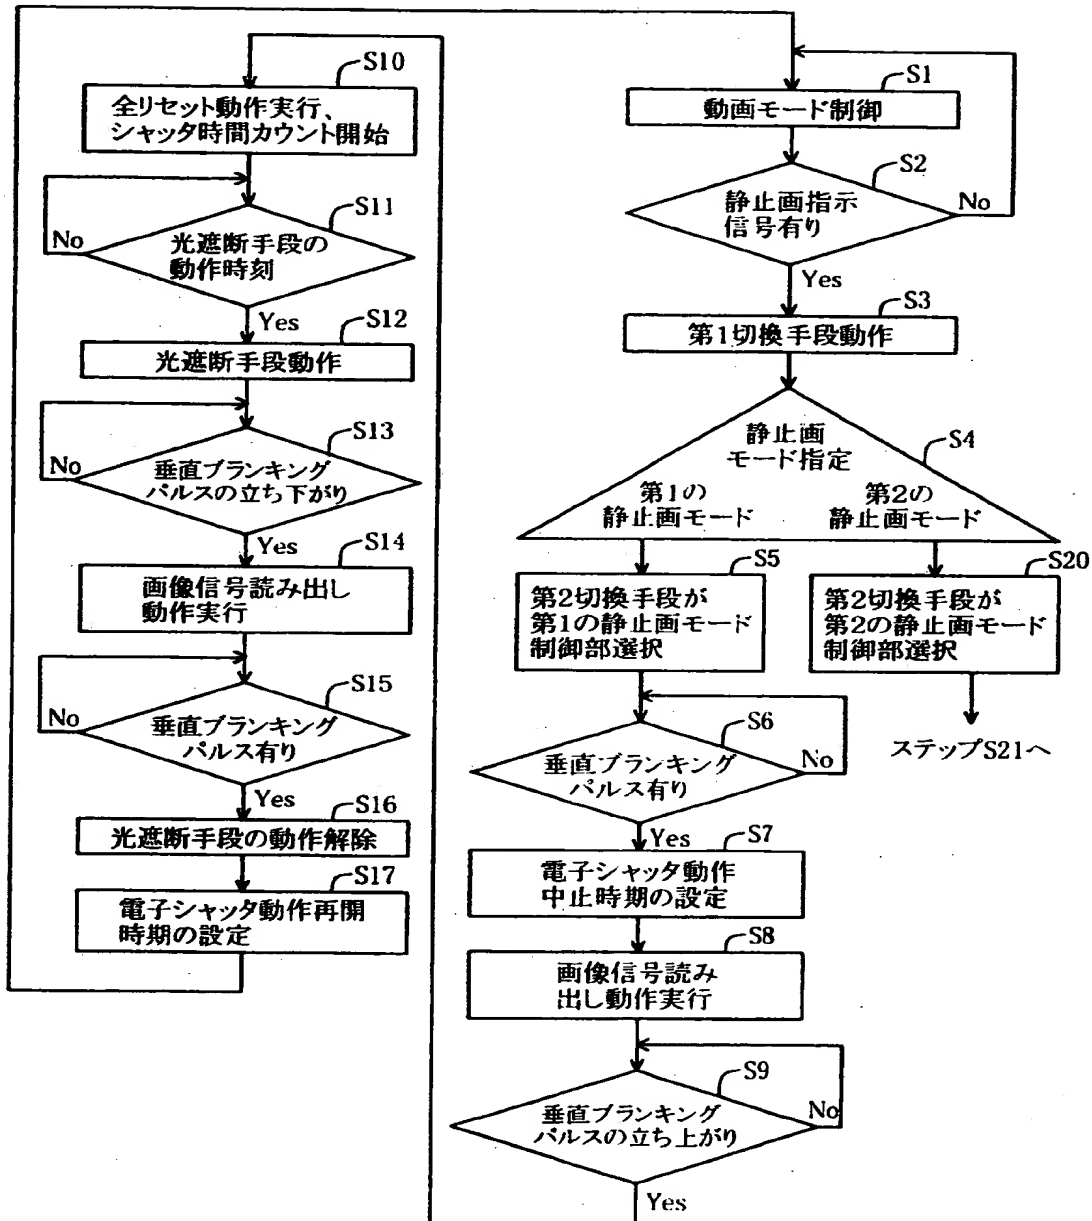 S1
動画モード制御
S2
静止画指示
信号有り
No
Yes
S3
第1切換手段動作
S4
静止画
モード指定
第1の
静止画モード
第2の
静止画モード
S5
第2切換手段が
第1の静止画モード
制御部選択
S20
第2切換手段が
第2の静止画モード
制御部選択
ステップS21へ
S6
垂直ブランキング
パルス有り
No
Yes
S7
電子シャッタ動作
中止時期の設定
S8
画像信号読み
出し動作実行
S9
垂直ブランキング
パルスの立ち上がり
No
Yes
S10
全リセット動作実行、
シャッタ時間カウント開始
S11
光遮断手段の
動作時刻
No
Yes
S12
光遮断手段動作
S13
垂直ブランキング
パルスの立ち下がり
No
Yes
S14
画像信号読み出し
動作実行
S15
垂直ブランキング
パルス有り
No
Yes
S16
光遮断手段の動作解除
S17
電子シャッタ動作再開
時期の設定